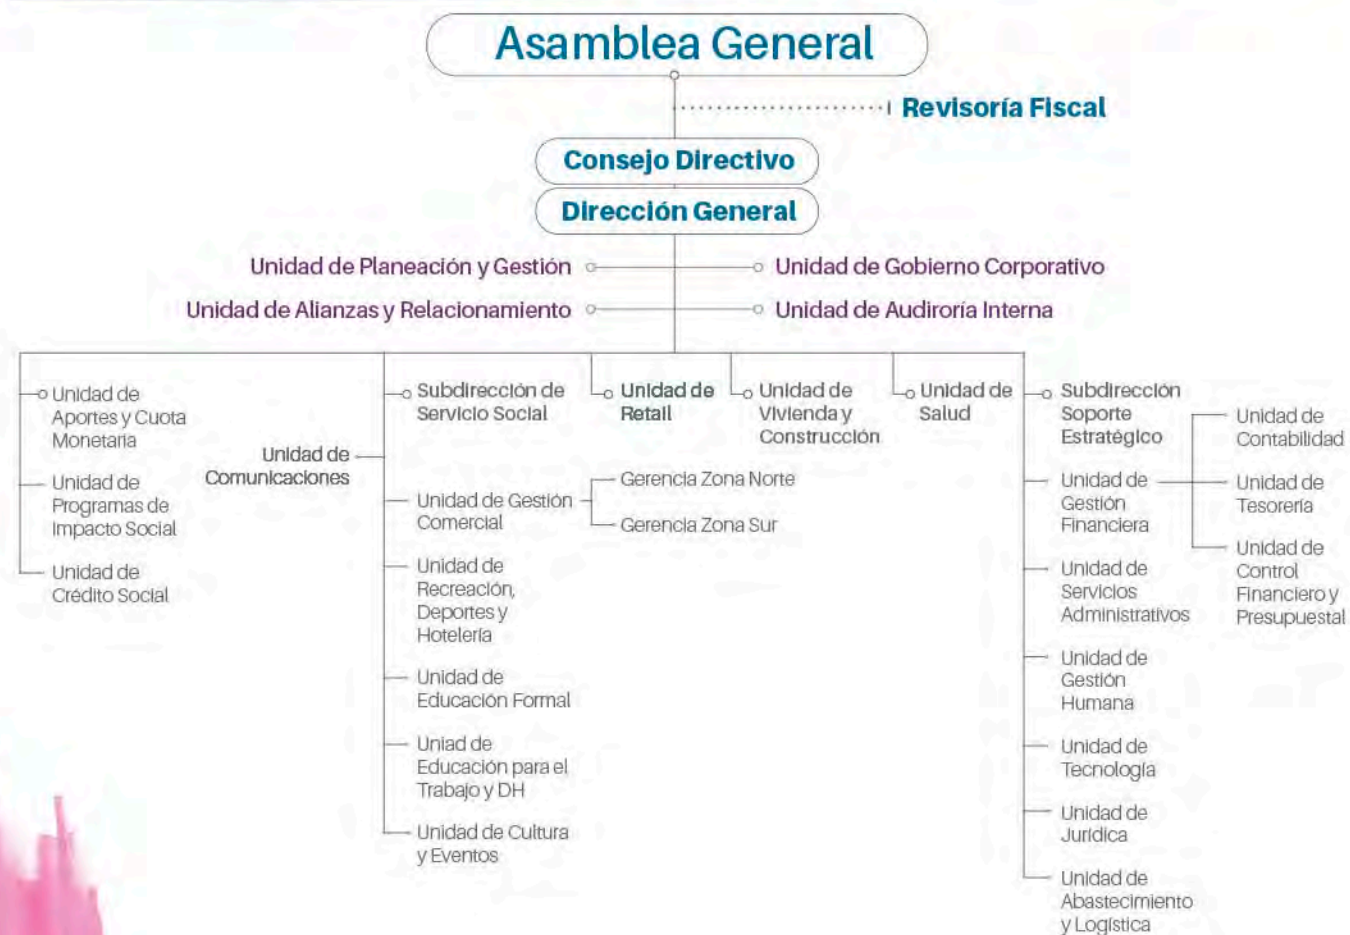 Asamblea General
Revisoría Fiscal
Consejo Directivo
Dirección General
Unidad de Planeación y Gestión
Unidad de Gobierno Corporativo
Unidad de Alianzas y Relacionamiento
Unidad de Audiroría Interna
Unidad de
Aportes y Cuota
Monetaria
Unidad de
Programas de
Impacto Social
Unidad de
Crédito Social
Unidad de
Comunicaciones
Subdirección de
Servicio Social
Unidad de Gestión
Comercial
Gerencia Zona Norte
Gerencia Zona Sur
Unidad de
Recreación,
Deportes y
Hotelería
Unidad de
Educación Formal
Uniad de
Educación para el
Trabajo y DH
Unidad de Cultura
y Eventos
Unidad de
Retail
Unidad de
Vivienda y
Construcción
Unidad de
Salud
Subdirección
Soporte
Estratégico
Unidad de
Gestión
Financiera
Unidad de
Contabilidad
Unidad de
Tesorería
Unidad de
Control
Financiero y
Presupuestal
Unidad de
Servicios
Administrativos
Unidad de
Gestión
Humana
Unidad de
Tecnología
Unidad de
Jurídica
Unidad de
Abastecimiento
y Logística